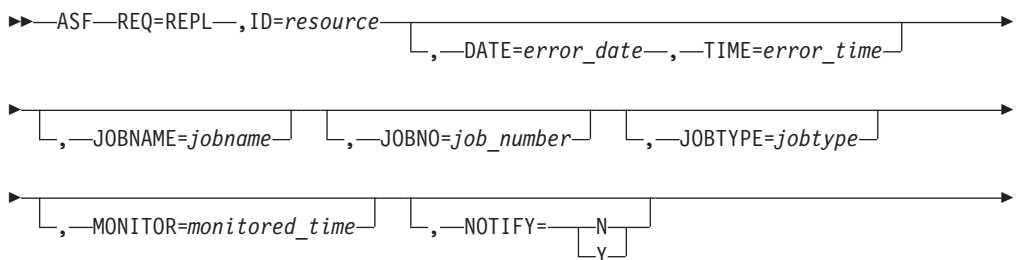 ASF REQ=REPL ,ID=resource
, DATE=error_date , TIME=error_time
, JOBNAME=jobname , JOBNO=job_number , JOBTYPE=jobtype
, MONITOR=monitored_time , NOTIFY= N
Y